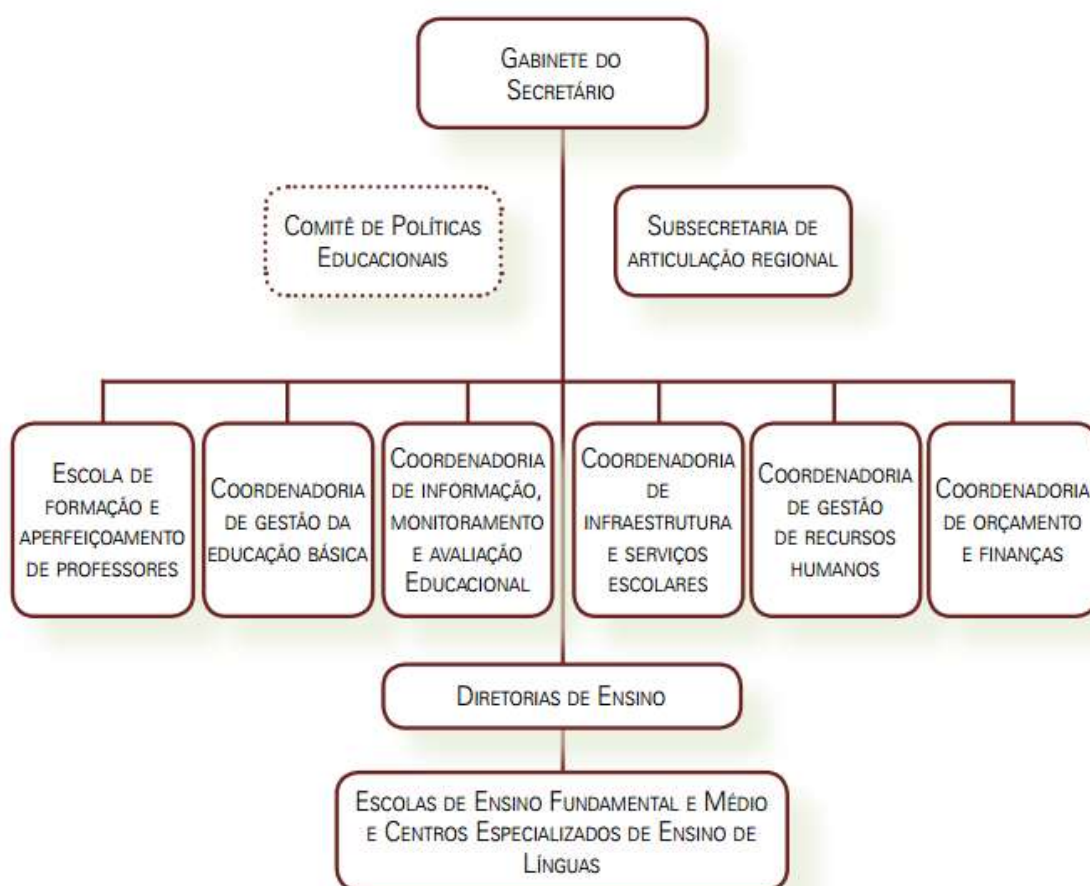 GABINETE DO
SECRETÁRIO
COMITÊ DE POLÍTICAS
EDUCACIONAIS
SUBSECRETARIA DE
ARTICULAÇÃO REGIONAL
ESCOLA DE
FORMAÇÃO E
APERFEIÇOAMENTO
DE PROFESSORES
COORDENADORIA
DE GESTÃO DA
EDUCAÇÃO BÁSICA
COORDENADORIA
DE INFORMAÇÃO,
MONITORAMENTO
E AVALIAÇÃO
EDUCACIONAL
COORDENADORIA
DE
INFRAESTRUTURA
E SERVIÇOS
ESCOLARES
COORDENADORIA
DE GESTÃO
DE RECURSOS
HUMANOS
COORDENADORIA
DE ORÇAMENTO
E FINANÇAS
DIRETORIAS DE ENSINO
ESCOLAS DE ENSINO FUNDAMENTAL E MÉDIO
E CENTROS ESPECIALIZADOS DE ENSINO DE
LÍNGUAS